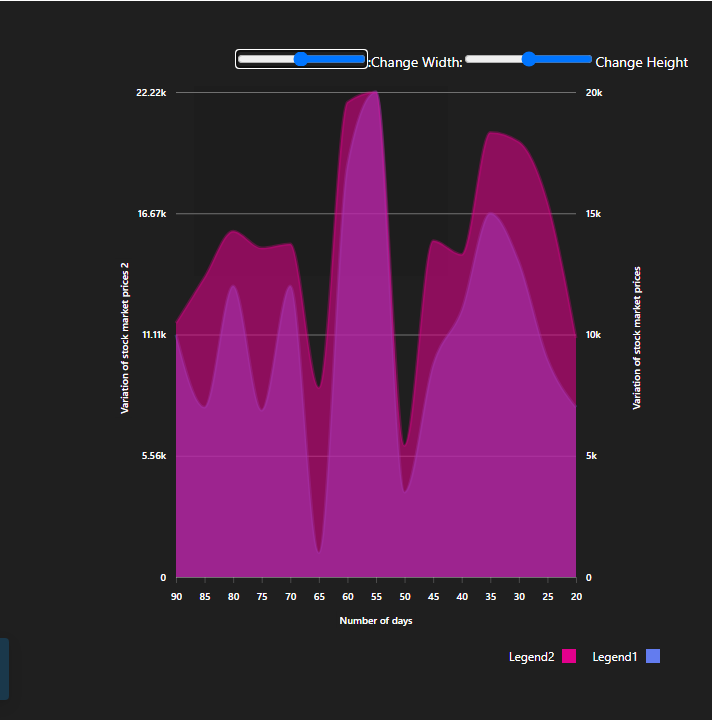 :Change Width: Change Height
22.22k 20k
16.67k 15k
Variation of stock market prices 2
Variation of stock market prices
11.11k 10k
5.56k 5k
0 0
90 85 80 75 70 65 60 55 50 45 40 35 30 25 20
Number of days
Legend2 Legend1